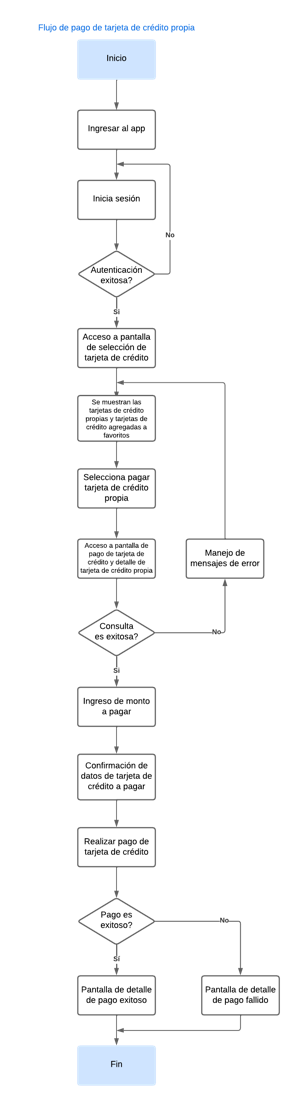 Flujo de pago de tarjeta de crédito propia
Inicio
Ingresar al app
Inicia sesión
No
Autenticación
exitosa?
Sí
Acceso a pantalla
de selección de
tarjeta de crédito
Se muestran las
tarjetas de crédito
propias y tarjetas de
crédito agregadas a
favoritos
Selecciona pagar
tarjeta de crédito
propia
Acceso a pantalla de
pago de tarjeta de
crédito y detalle de
tarjeta de crédito propia
Manejo de
mensajes de error
Consulta
es exitosa?
No
Sí
Ingreso de monto
a pagar
Confirmación de
datos de tarjeta de
crédito a pagar
Realizar pago de
tarjeta de crédito
Pago es
exitoso?
No
Sí
Pantalla de detalle
de pago exitoso
Pantalla de detalle
de pago fallido
Fin